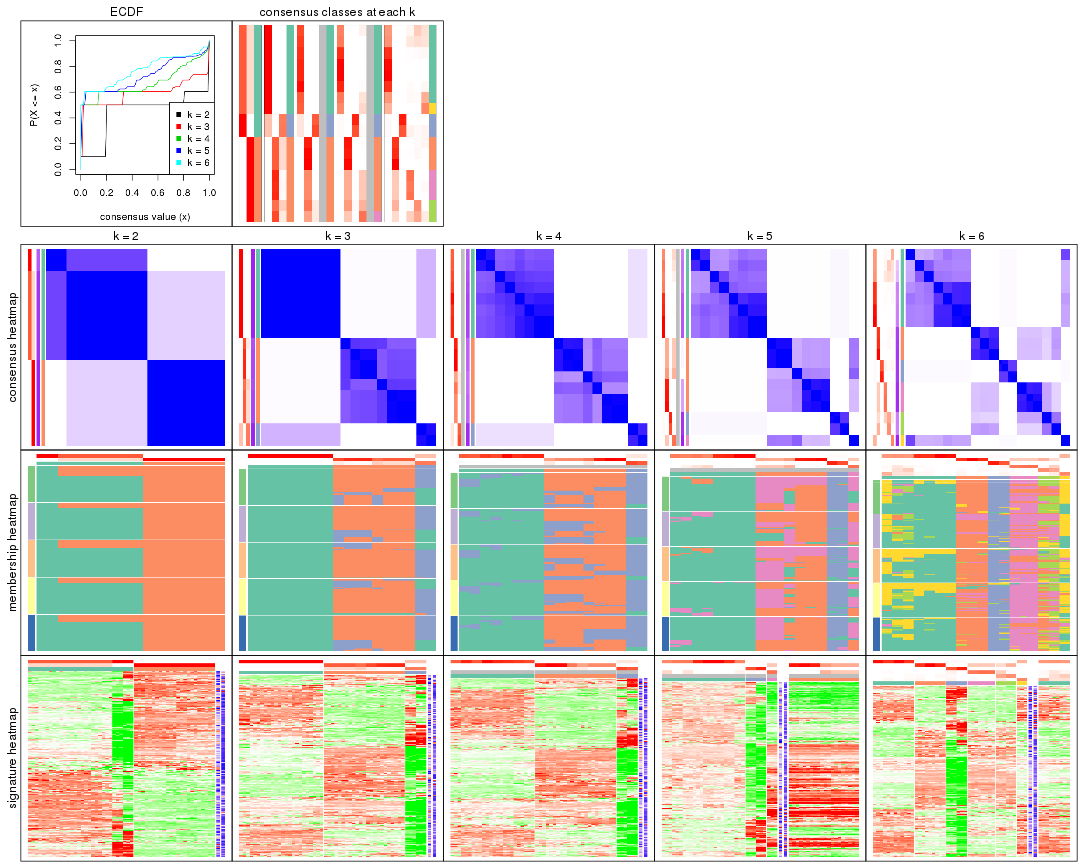 ECDF
consensus classes at each k
P(X <= x)
1.0
0.8
0.6
0.4
0.2
0.0
k = 2
k = 3
k = 4
k = 5
k = 6
0.0 0.2 0.4 0.6 0.8 1.0
consensus value (x)
k = 2
k = 3
k = 4
k = 5
k = 6
consensus heatmap
membership heatmap
signature heatmap